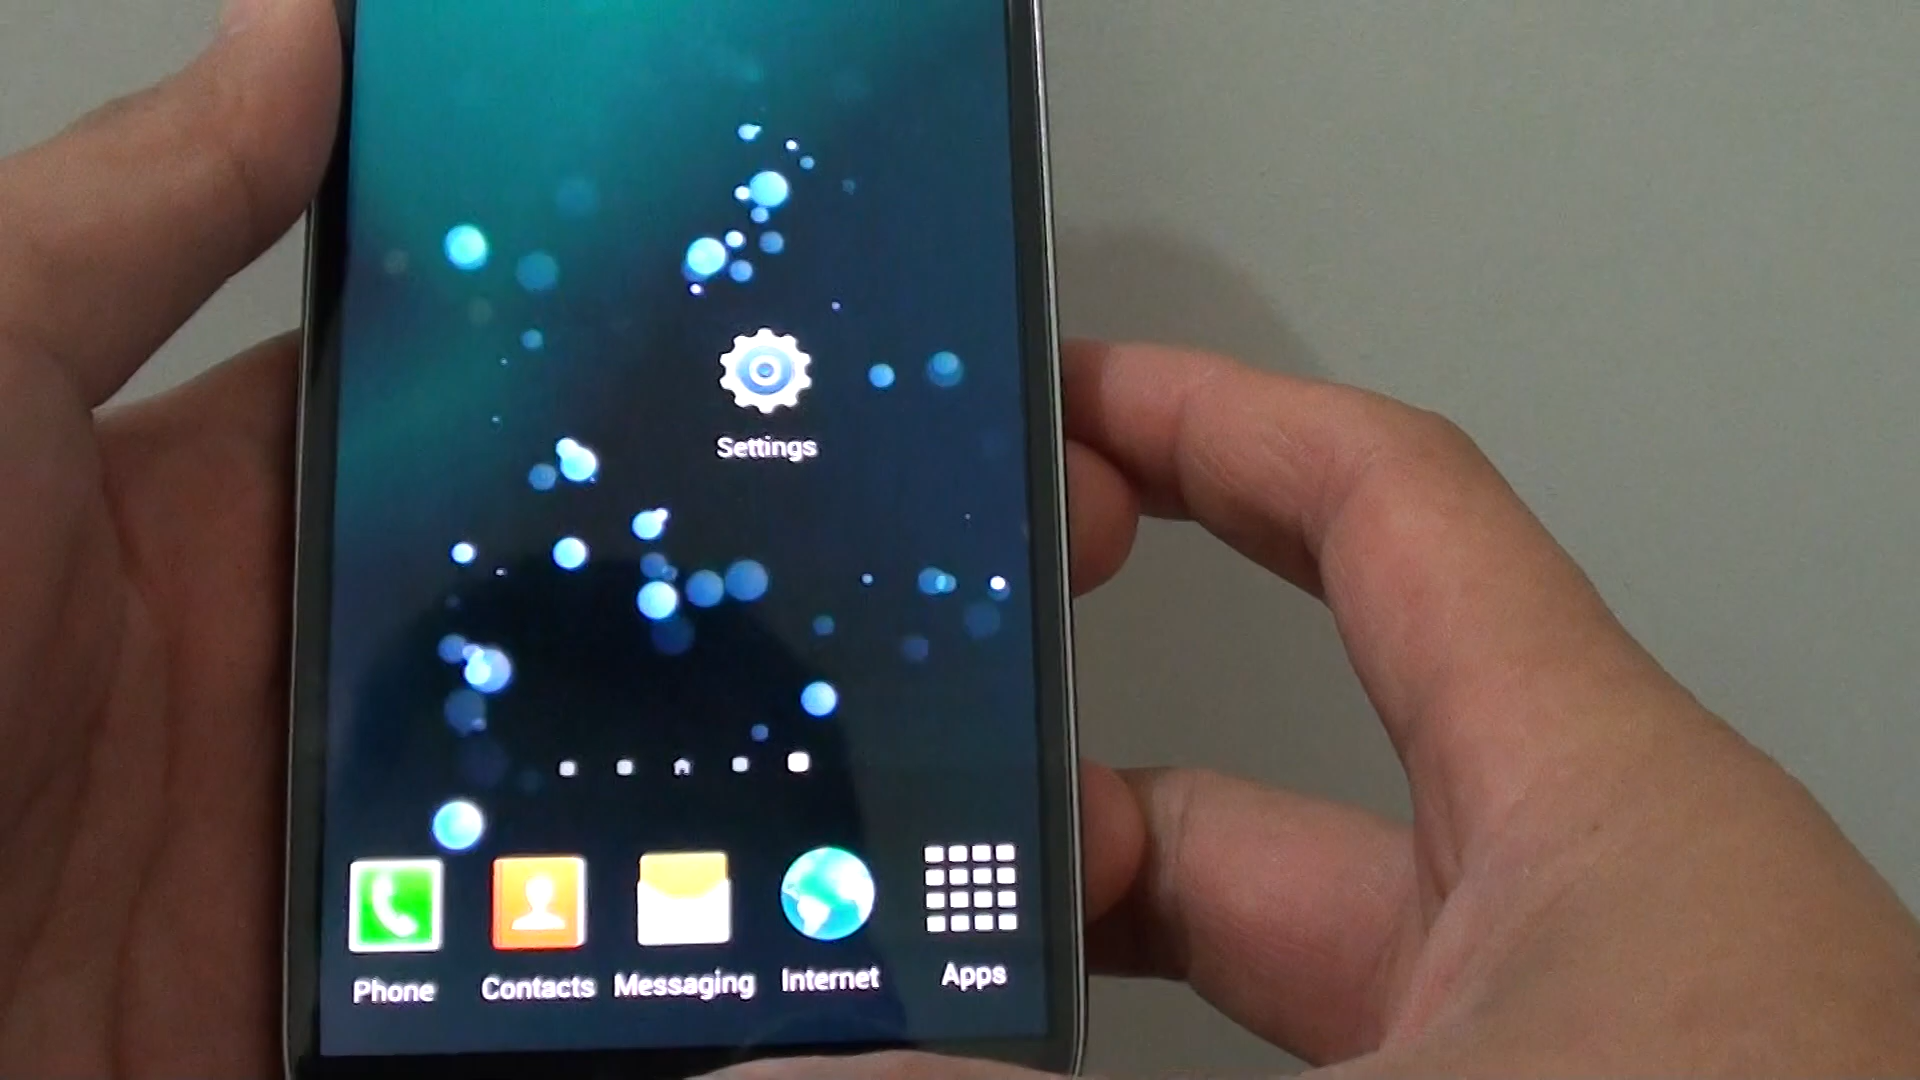 Settings
Phone
Contacts
Messaging
Internet
Apps